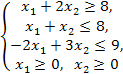 x₁ + 2x₂ ≥ 8,
x₁ + x₂ ≤ 8,
−2x₁ + 3x₂ ≤ 9,
x₁ ≥ 0, x₂ ≥ 0